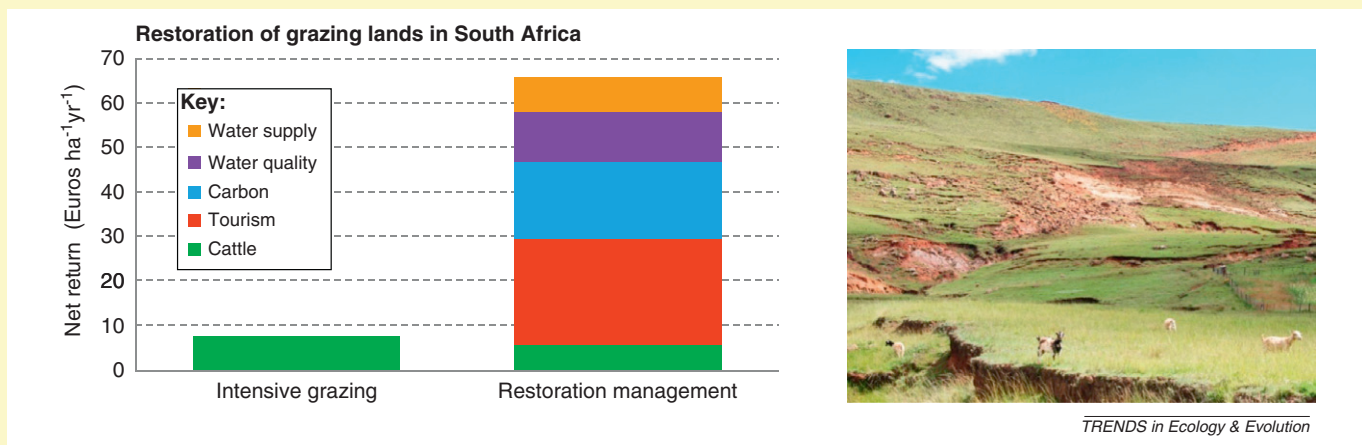 Restoration of grazing lands in South Africa
Net return (Euros ha-1yr-1)
70
60
50
40
30
20
10
0
Key:
Water supply
Water quality
Carbon
Tourism
Cattle
Intensive grazing
Restoration management
TRENDS in Ecology & Evolution